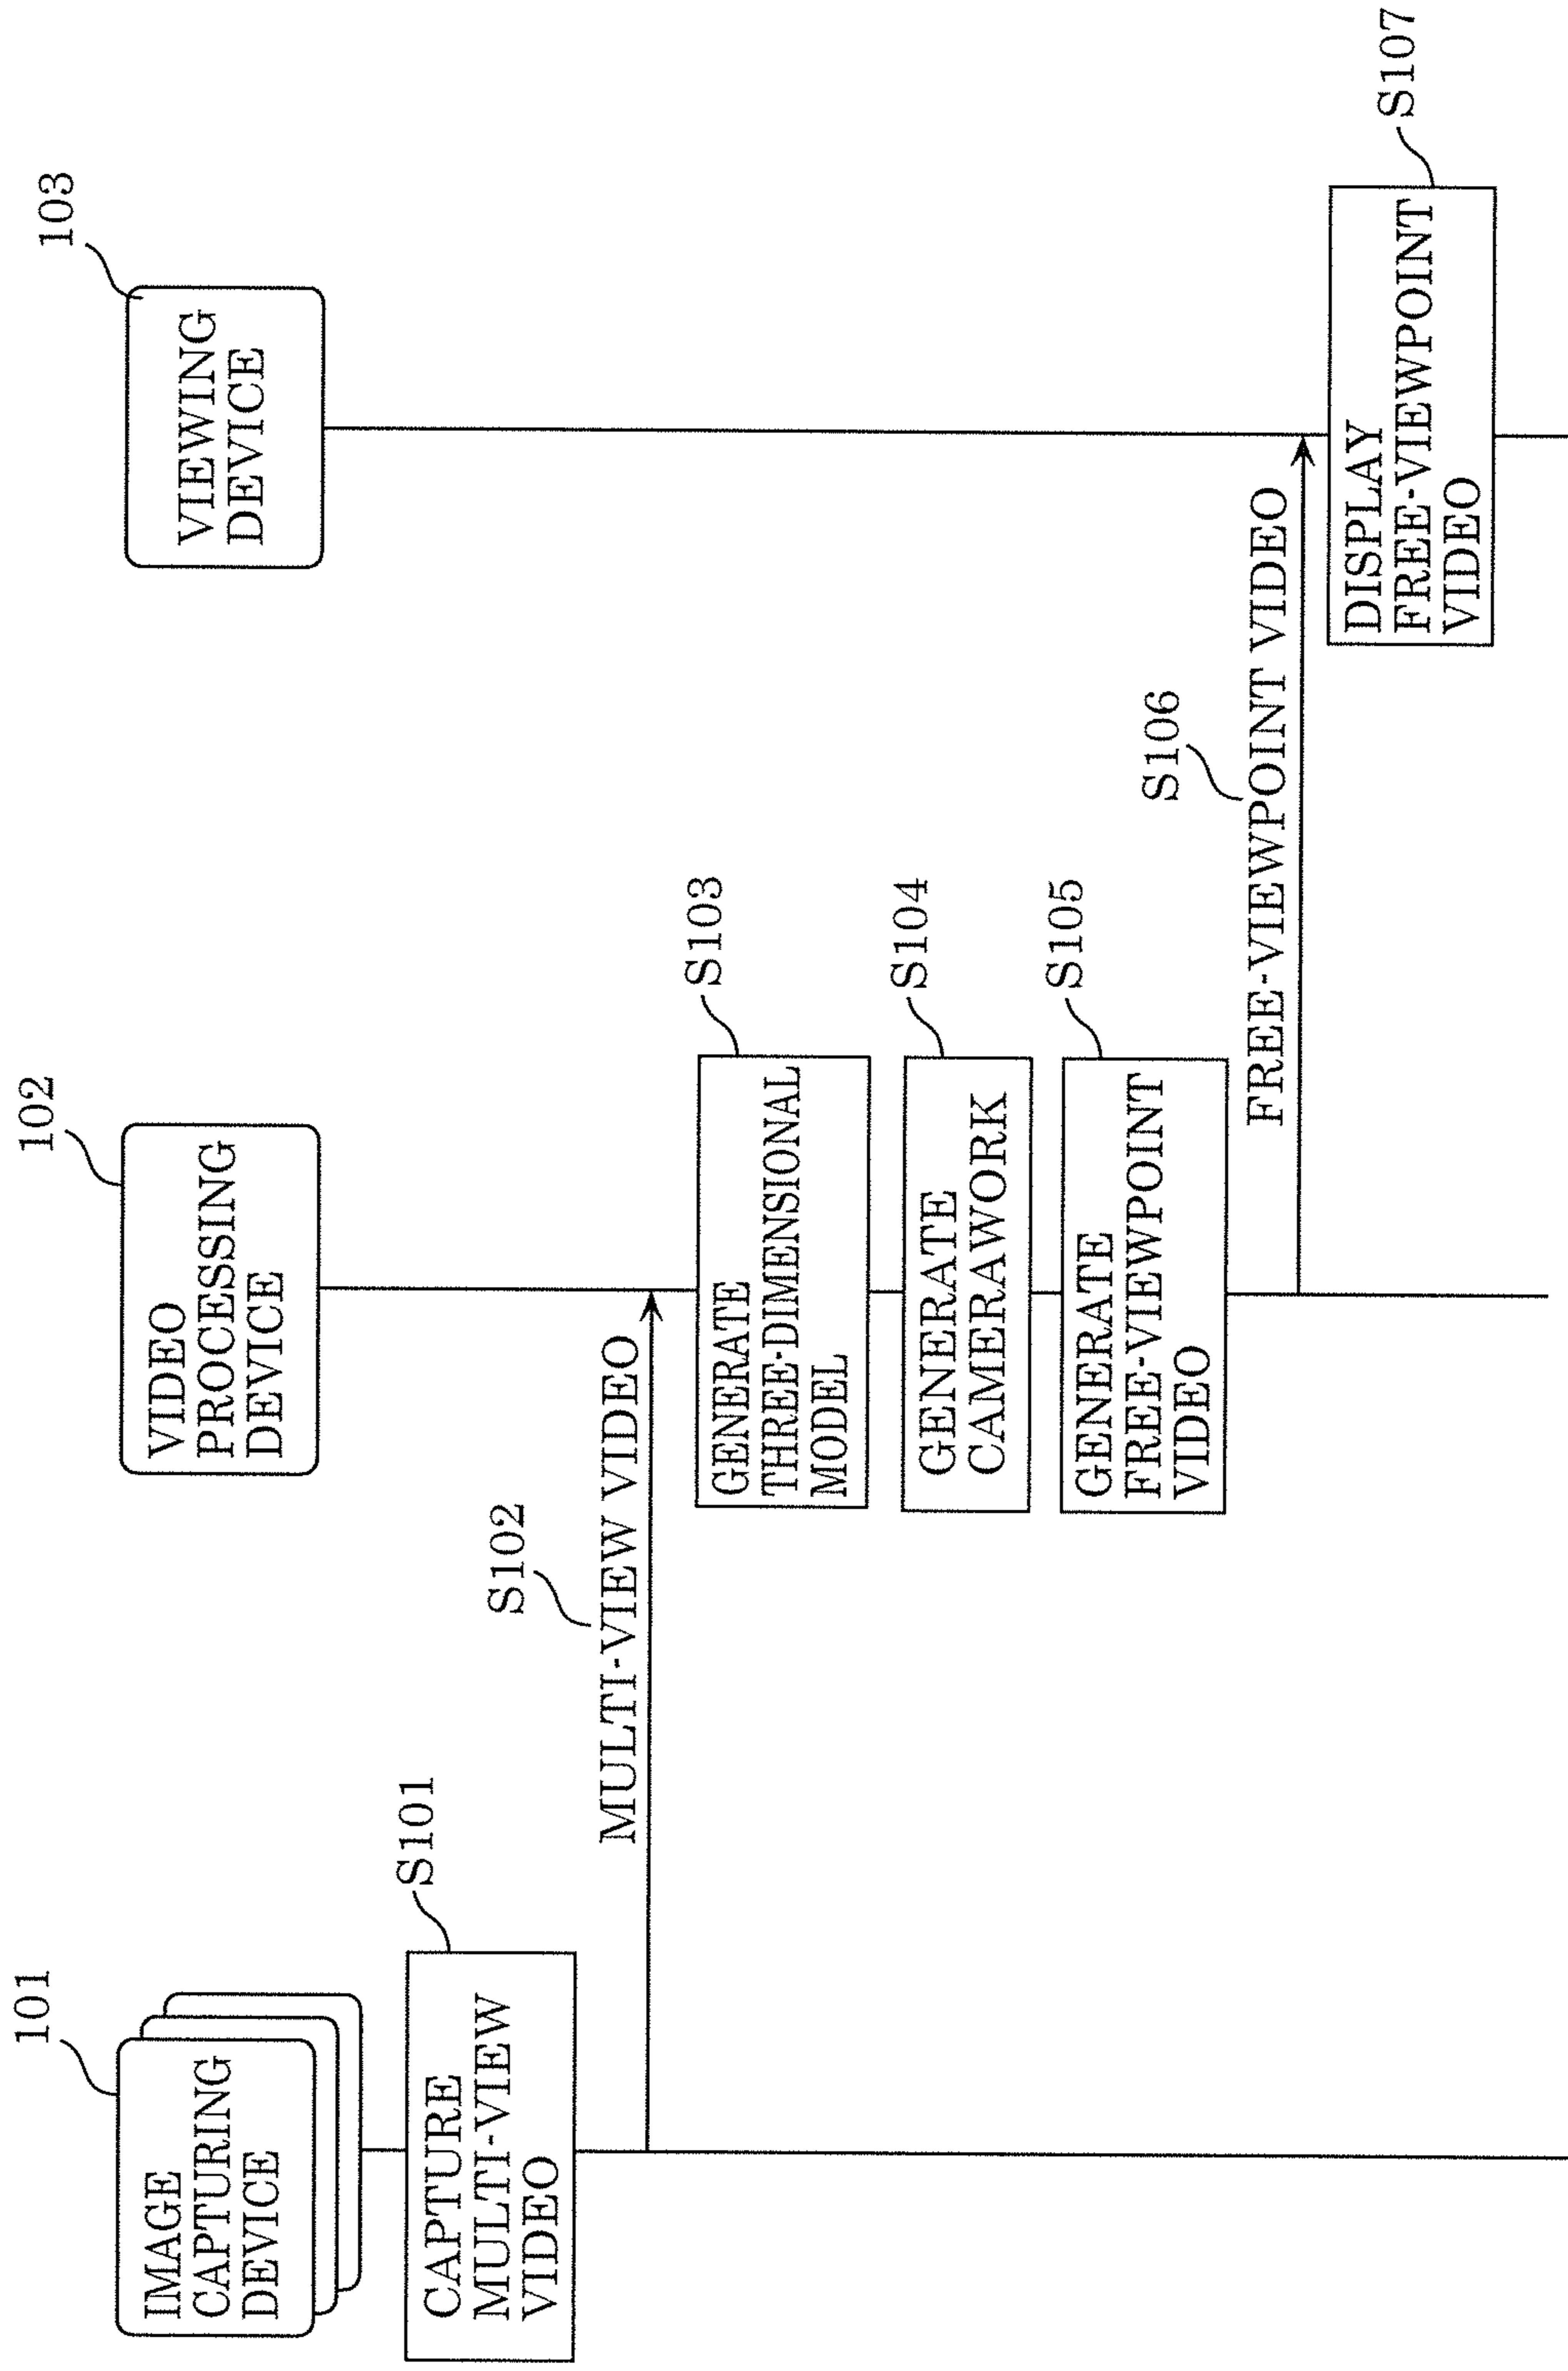 101
IMAGE
CAPTURING
DEVICE
102
VIDEO
PROCESSING
DEVICE
103
VIEWING
DEVICE
S101
CAPTURE
MULTI-VIEW
VIDEO
S102
MULTI-VIEW VIDEO
S103
GENERATE
THREE-DIMENSIONAL
MODEL
S104
GENERATE
CAMERAWORK
S105
GENERATE
FREE-VIEWPOINT
VIDEO
S106
FREE-VIEWPOINT VIDEO
S107
DISPLAY
FREE-VIEWPOINT
VIDEO